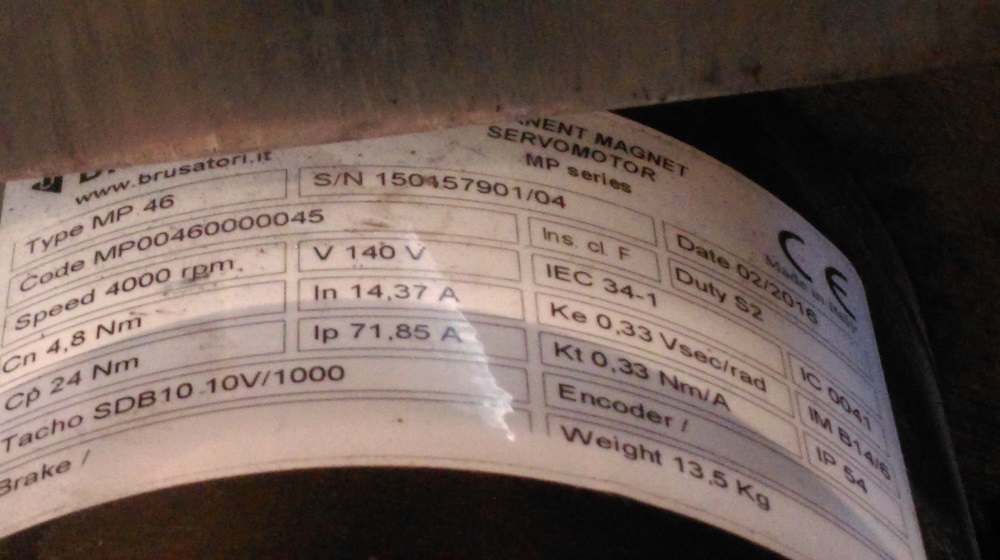 www.brusatori.it
MAGNET
SERVOMOTOR
MP series
Type MP 46
S/N 150457901/04
Code MP00460000045
Ins. cl. F
Date 02/2016
Speed 4000 rpm
V 140 V
IEC 34-1
Duty S2
CE
Made in Italy
Cn 4,8 Nm
In 14,37 A
Ke 0,33 Vsec/rad
IC 0041
Cp 24 Nm
Ip 71,85 A
Kt 0,33 Nm/A
IM B14/6
Tacho SDB10 10V/1000
Encoder /
IP 54
Brake /
Weight 13,5 Kg